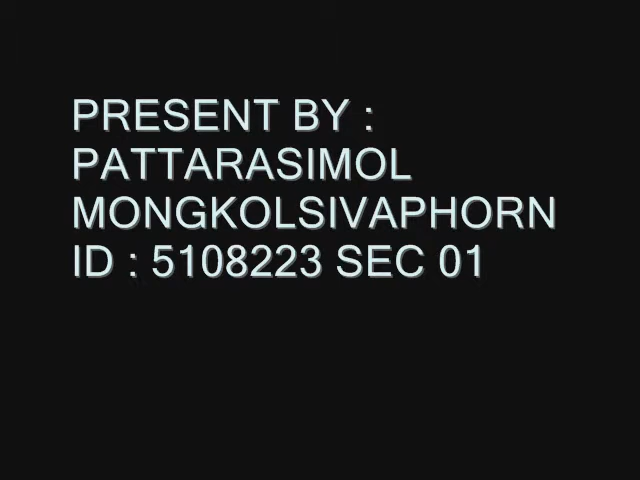 PRESENT BY :
PATTARASIMOL
MONGKOLSIVAPHORN
ID : 5108223 SEC 01